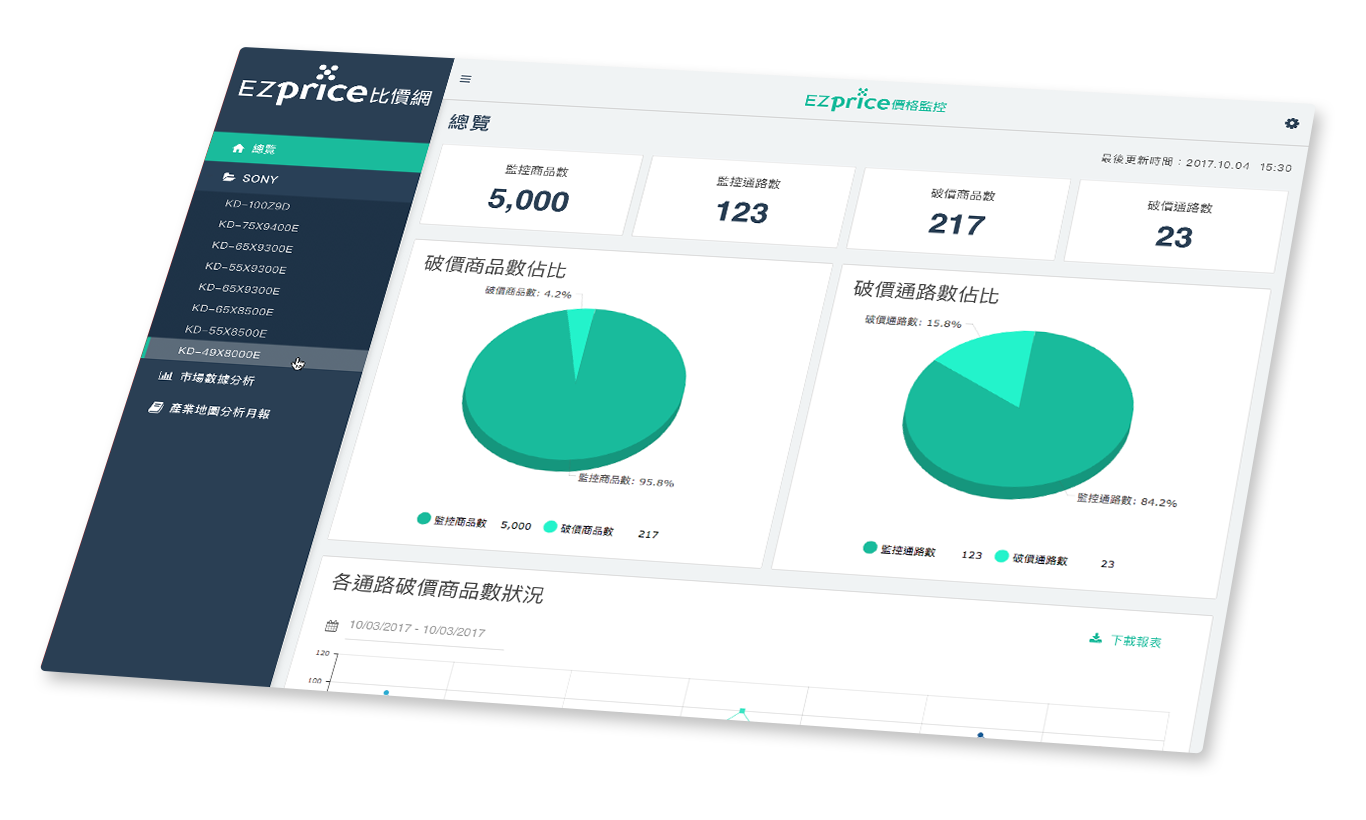 EZprice比價網
總覽
SONY
KD-100Z9D
KD-75X9400E
KD-65X9300E
KD-55X9300E
KD-65X9300E
KD-65X8500E
KD-55X8500E
KD-49X8000E
市場數據分析
產業地圖分析月報
EZprice價格監控
總覽
最後更新時間：2017.10.04 15:30
監控商品數
5,000
監控通路數
123
破價商品數
217
破價通路數
23
破價商品數佔比
破價商品數: 4.2%
監控商品數: 95.8%
監控商品數 5,000 破價商品數 217
破價通路數佔比
破價通路數: 15.8%
監控通路數: 84.2%
監控通路數 123 破價通路數 23
各通路破價商品數狀況
10/03/2017 - 10/03/2017
下載報表
120
100